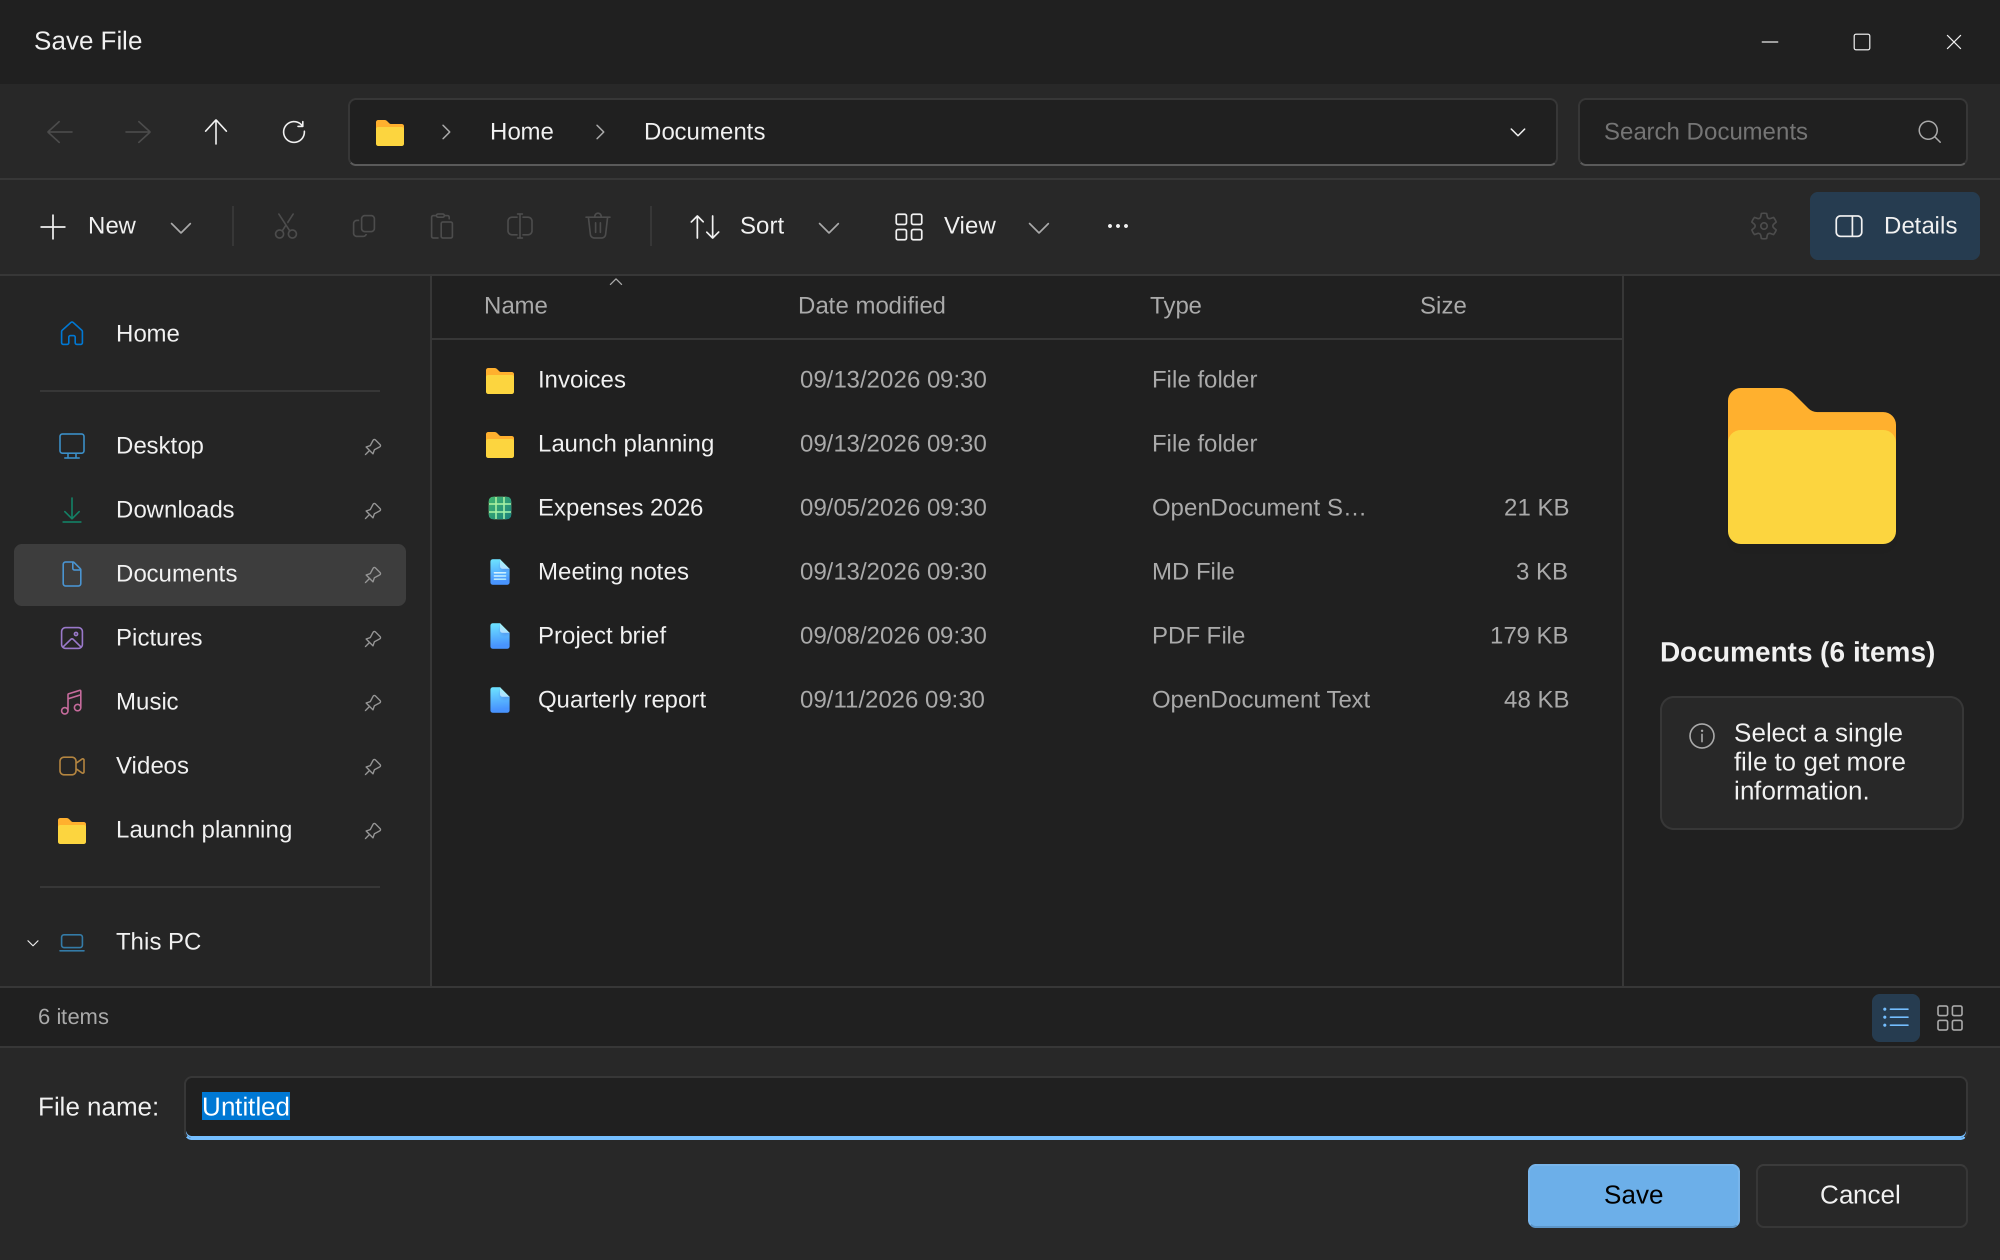 Save File
Home
Documents
Search Documents
New
Sort
View
Details
Home
Desktop
Downloads
Documents
Pictures
Music
Videos
Launch planning
This PC
Name Date modified Type Size
Invoices 09/13/2026 09:30 File folder
Launch planning 09/13/2026 09:30 File folder
Expenses 2026 09/05/2026 09:30 OpenDocument S… 21 KB
Meeting notes 09/13/2026 09:30 MD File 3 KB
Project brief 09/08/2026 09:30 PDF File 179 KB
Quarterly report 09/11/2026 09:30 OpenDocument Text 48 KB
Documents (6 items)
Select a single
file to get more
information.
6 items
File name: Untitled
Save
Cancel